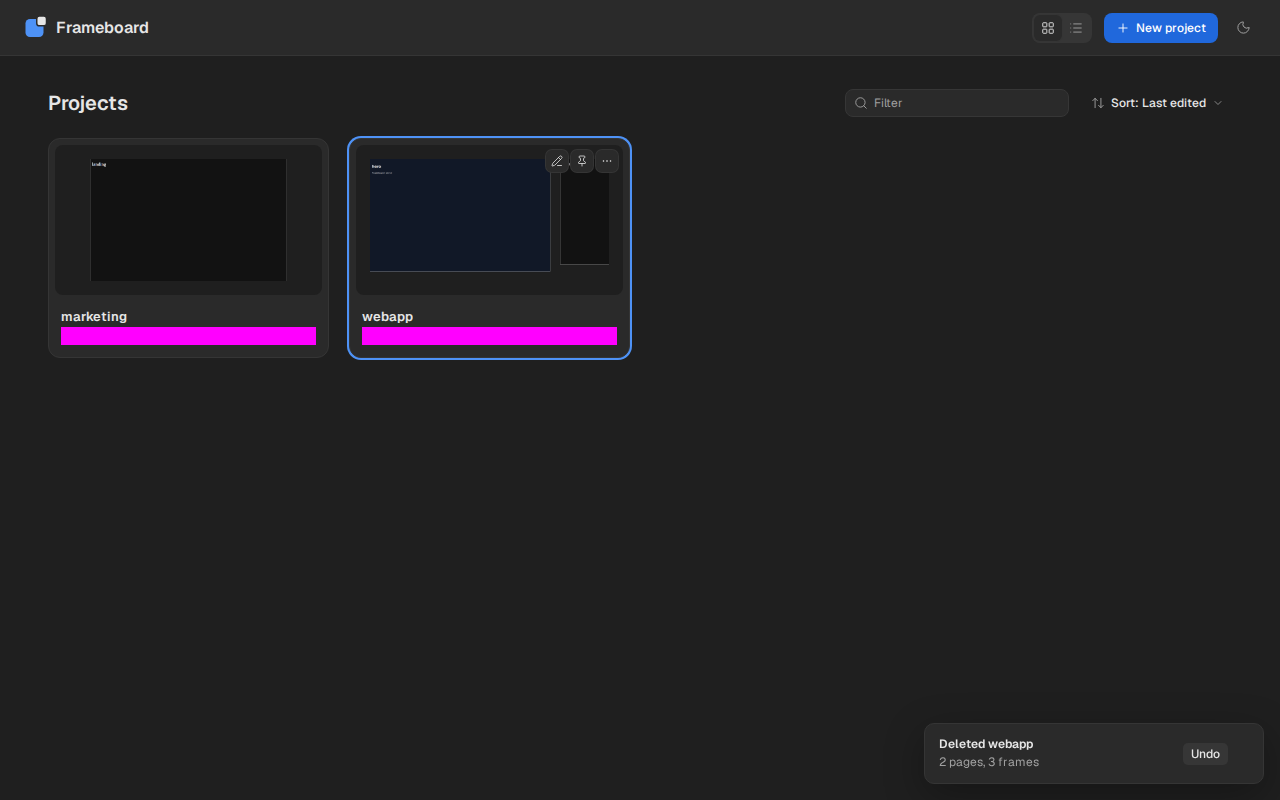 Frameboard
New project
Projects
Filter
Sort: Last edited
landing
hero
marketing
webapp
Deleted webapp
2 pages, 3 frames
Undo